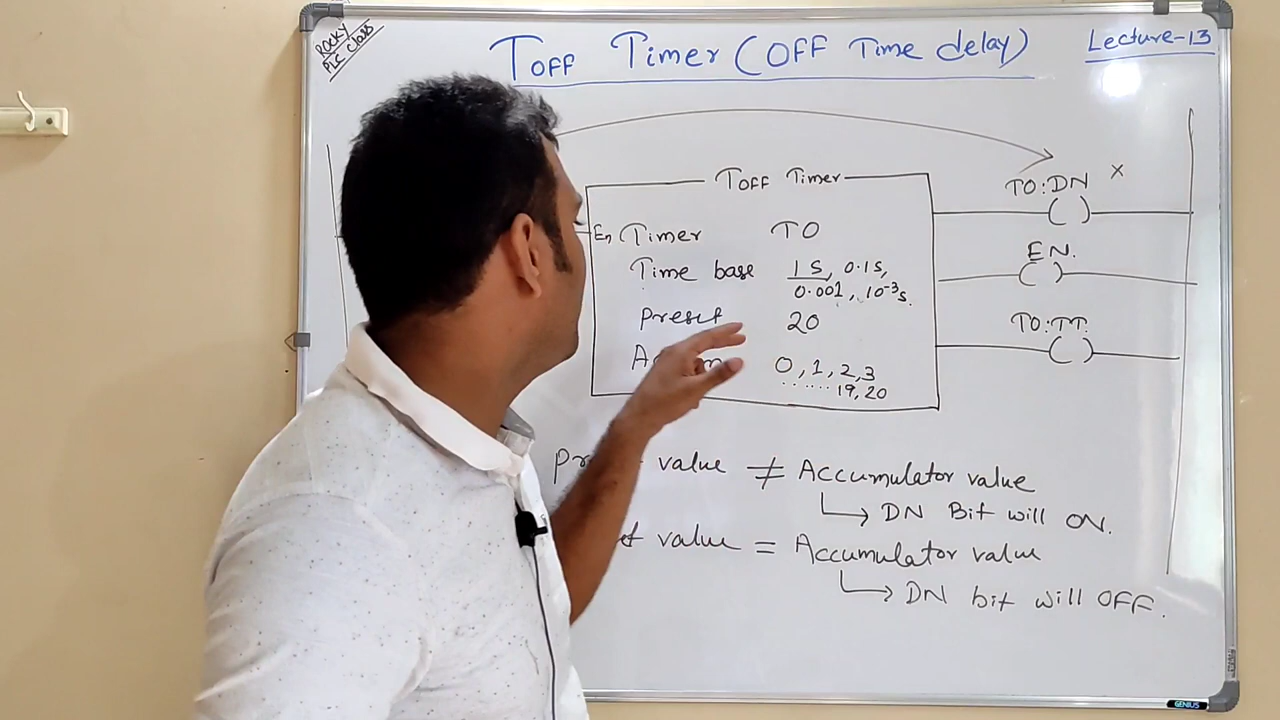 ROCKY
PLC Class
TOFF Timer (OFF Time delay)
Lecture-13
TOFF Timer
TO:DN ×
En Timer TO
EN.
Time base 1S, 0.1s,
0.001, 10⁻³s.
Preset 20
TO:TT.
0,1,2,3
......19,20
value ≠ Accumulator value
DN Bit will ON.
value = Accumulator value
DN bit will OFF.
GENIUS